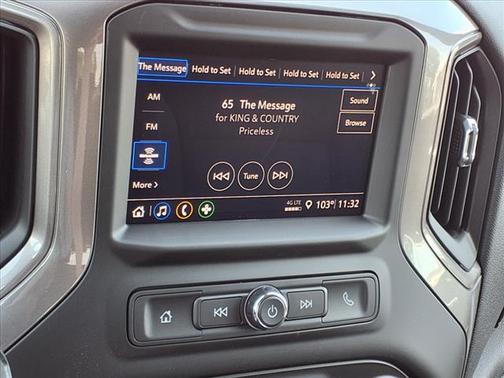 The Message Hold to Set Hold to Set Hold to Set Hold to Set
AM
65 The Message
Sound
for KING & COUNTRY
FM
Browse
Priceless
Tune
More
4G LTE
103° 11:32